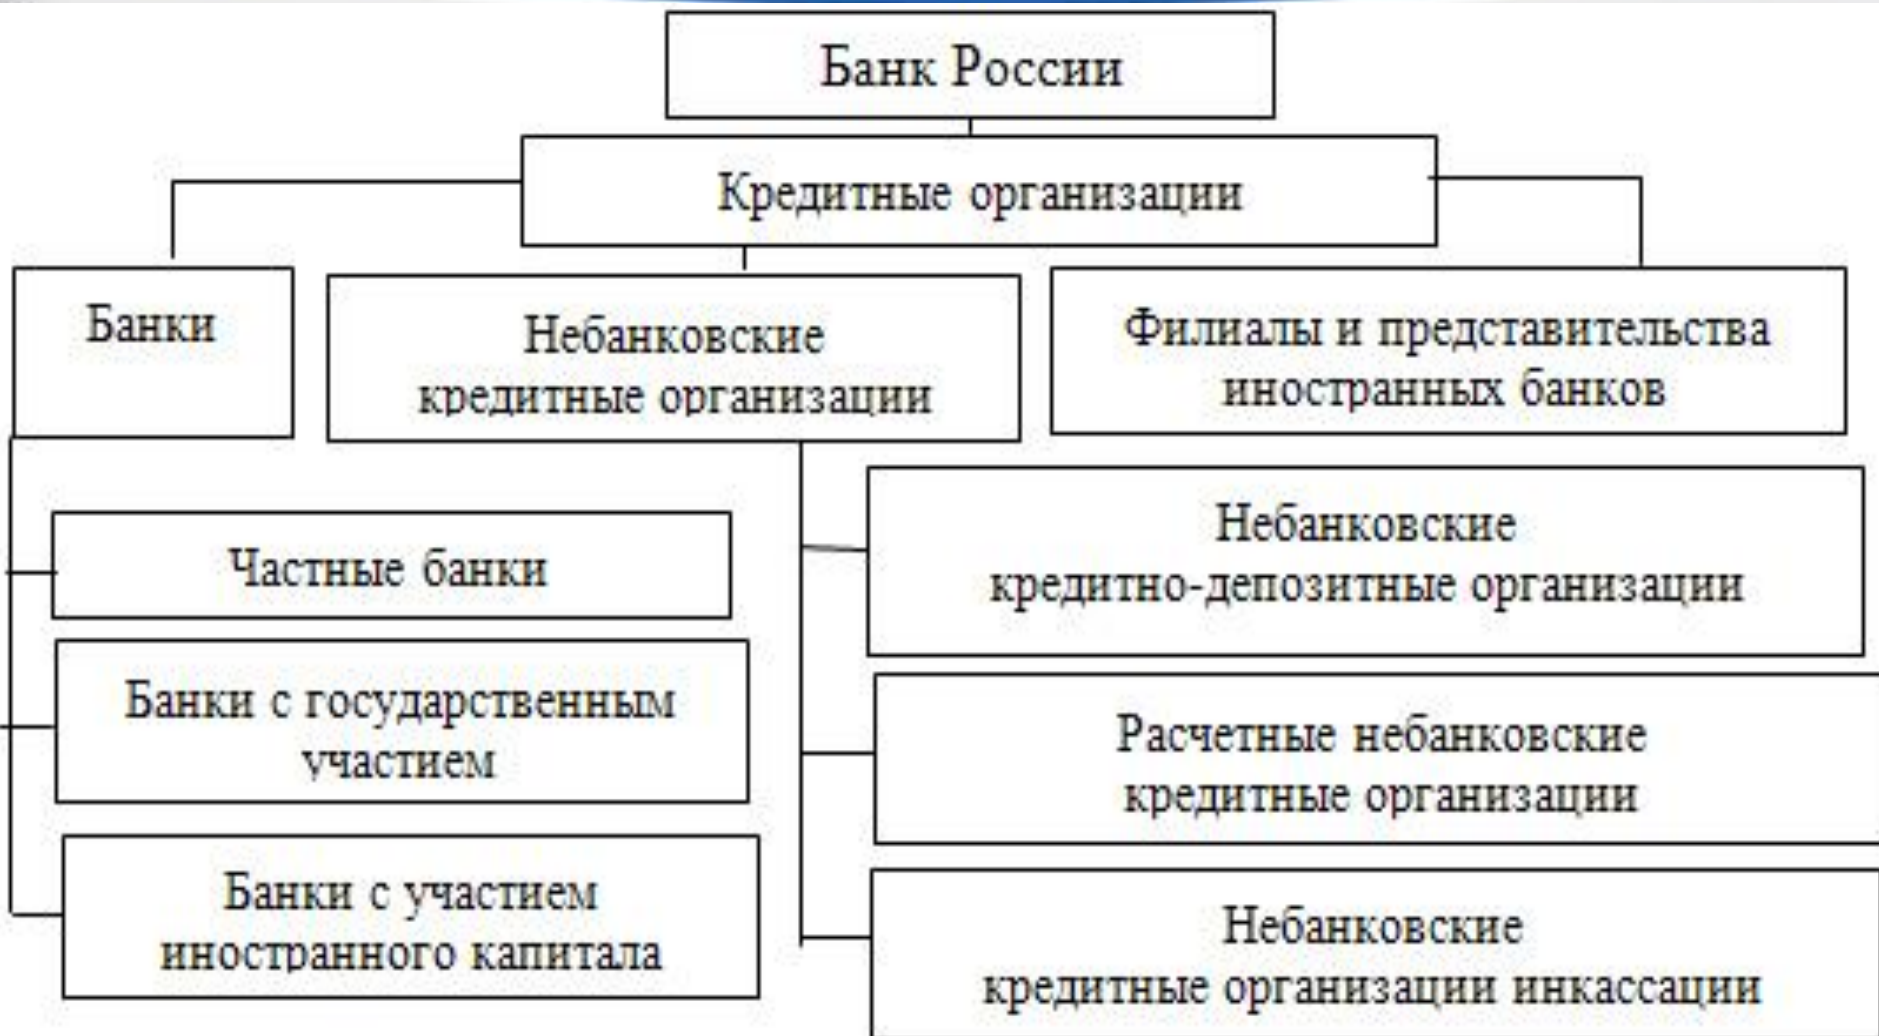 Банк России
Кредитные организации
Банки
Небанковские
кредитные организации
Филиалы и представительства
иностранных банков
Частные банки
Банки с государственным
участием
Банки с участием
иностранного капитала
Небанковские
кредитно-депозитные организации
Расчетные небанковские
кредитные организации
Небанковские
кредитные организации инкассации